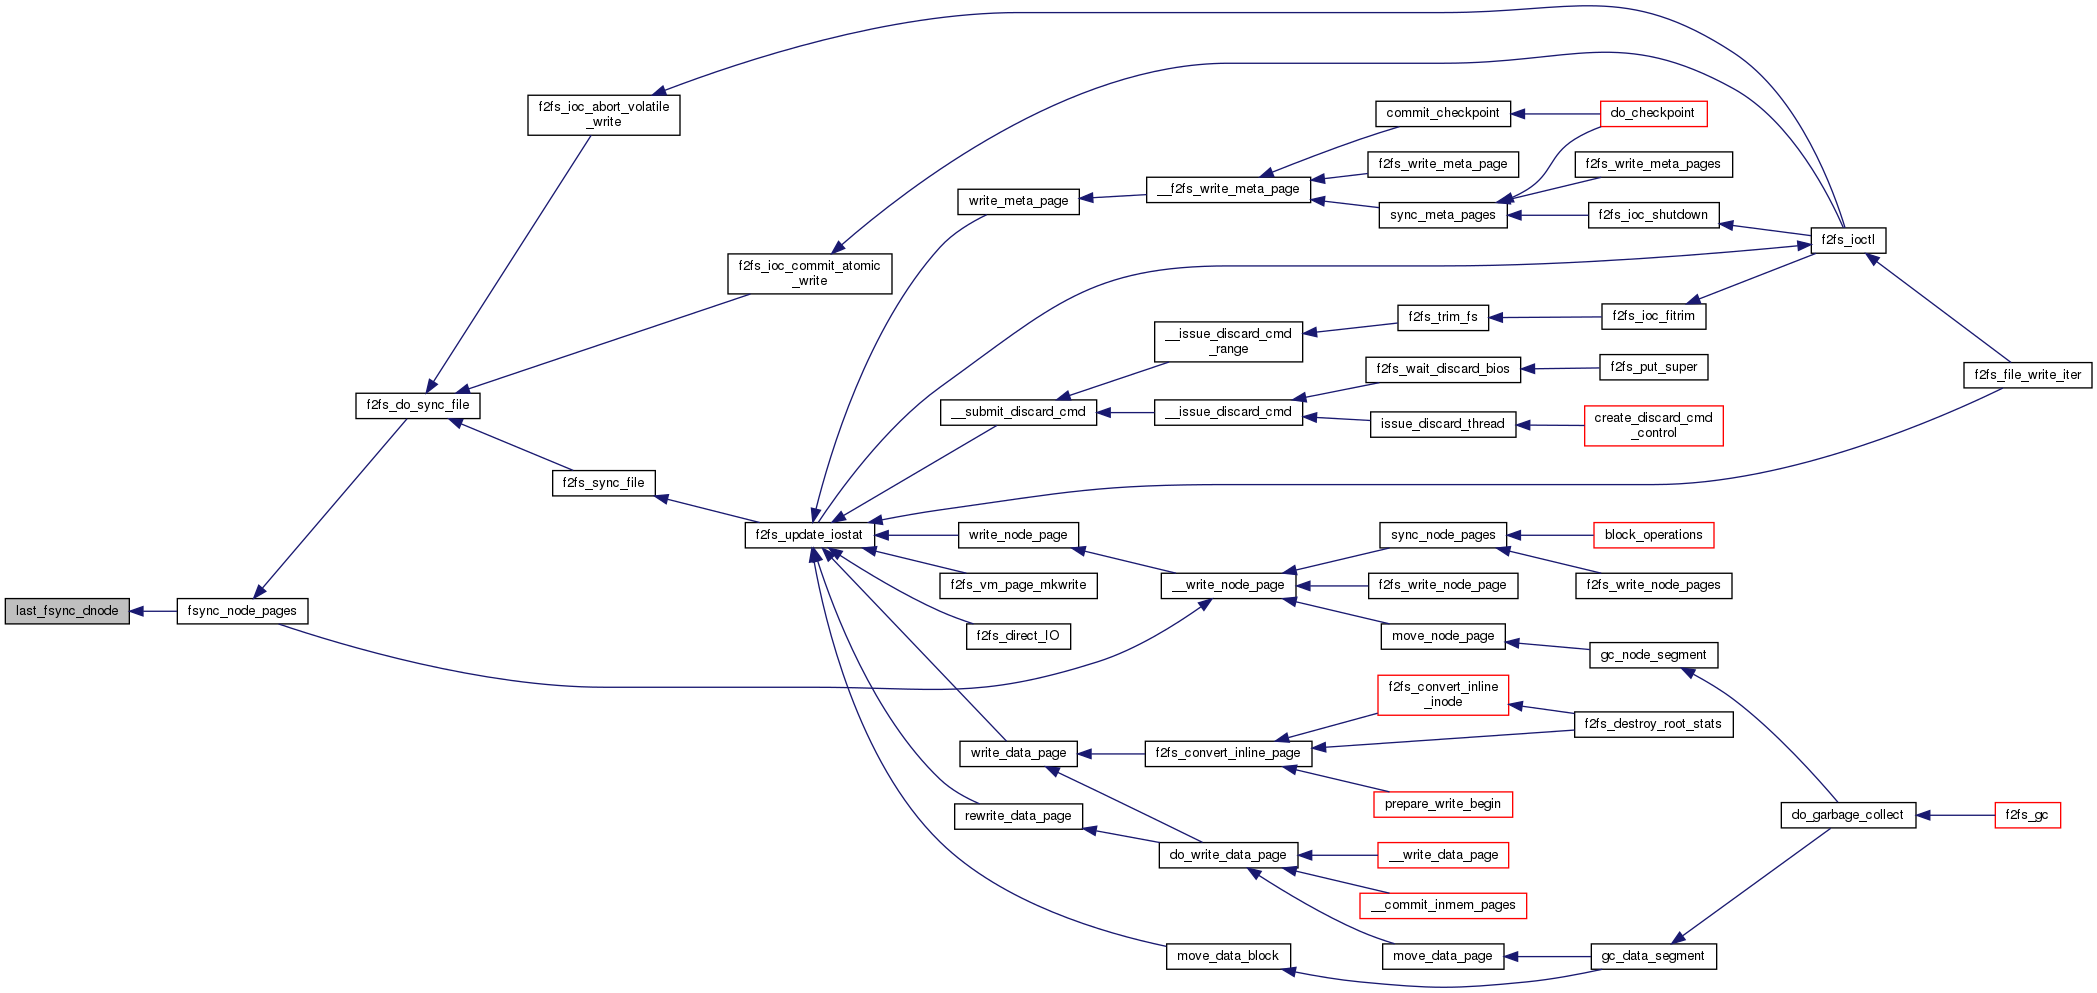 f2fs_ioc_abort_volatile
_write
commit_checkpoint
do_checkpoint
f2fs_write_meta_page
f2fs_write_meta_pages
__f2fs_write_meta_page
write_meta_page
sync_meta_pages
f2fs_ioc_shutdown
f2fs_ioctl
f2fs_ioc_commit_atomic
_write
f2fs_trim_fs
f2fs_ioc_fitrim
__issue_discard_cmd
_range
f2fs_wait_discard_bios
f2fs_put_super
f2fs_file_write_iter
f2fs_do_sync_file
__submit_discard_cmd
__issue_discard_cmd
issue_discard_thread
create_discard_cmd
_control
f2fs_sync_file
f2fs_update_iostat
write_node_page
sync_node_pages
block_operations
f2fs_vm_page_mkwrite
__write_node_page
f2fs_write_node_page
f2fs_write_node_pages
last_fsync_dnode
fsync_node_pages
f2fs_direct_IO
move_node_page
gc_node_segment
f2fs_convert_inline
_inode
f2fs_destroy_root_stats
write_data_page
f2fs_convert_inline_page
prepare_write_begin
rewrite_data_page
do_garbage_collect
f2fs_gc
do_write_data_page
__write_data_page
__commit_inmem_pages
move_data_block
move_data_page
gc_data_segment